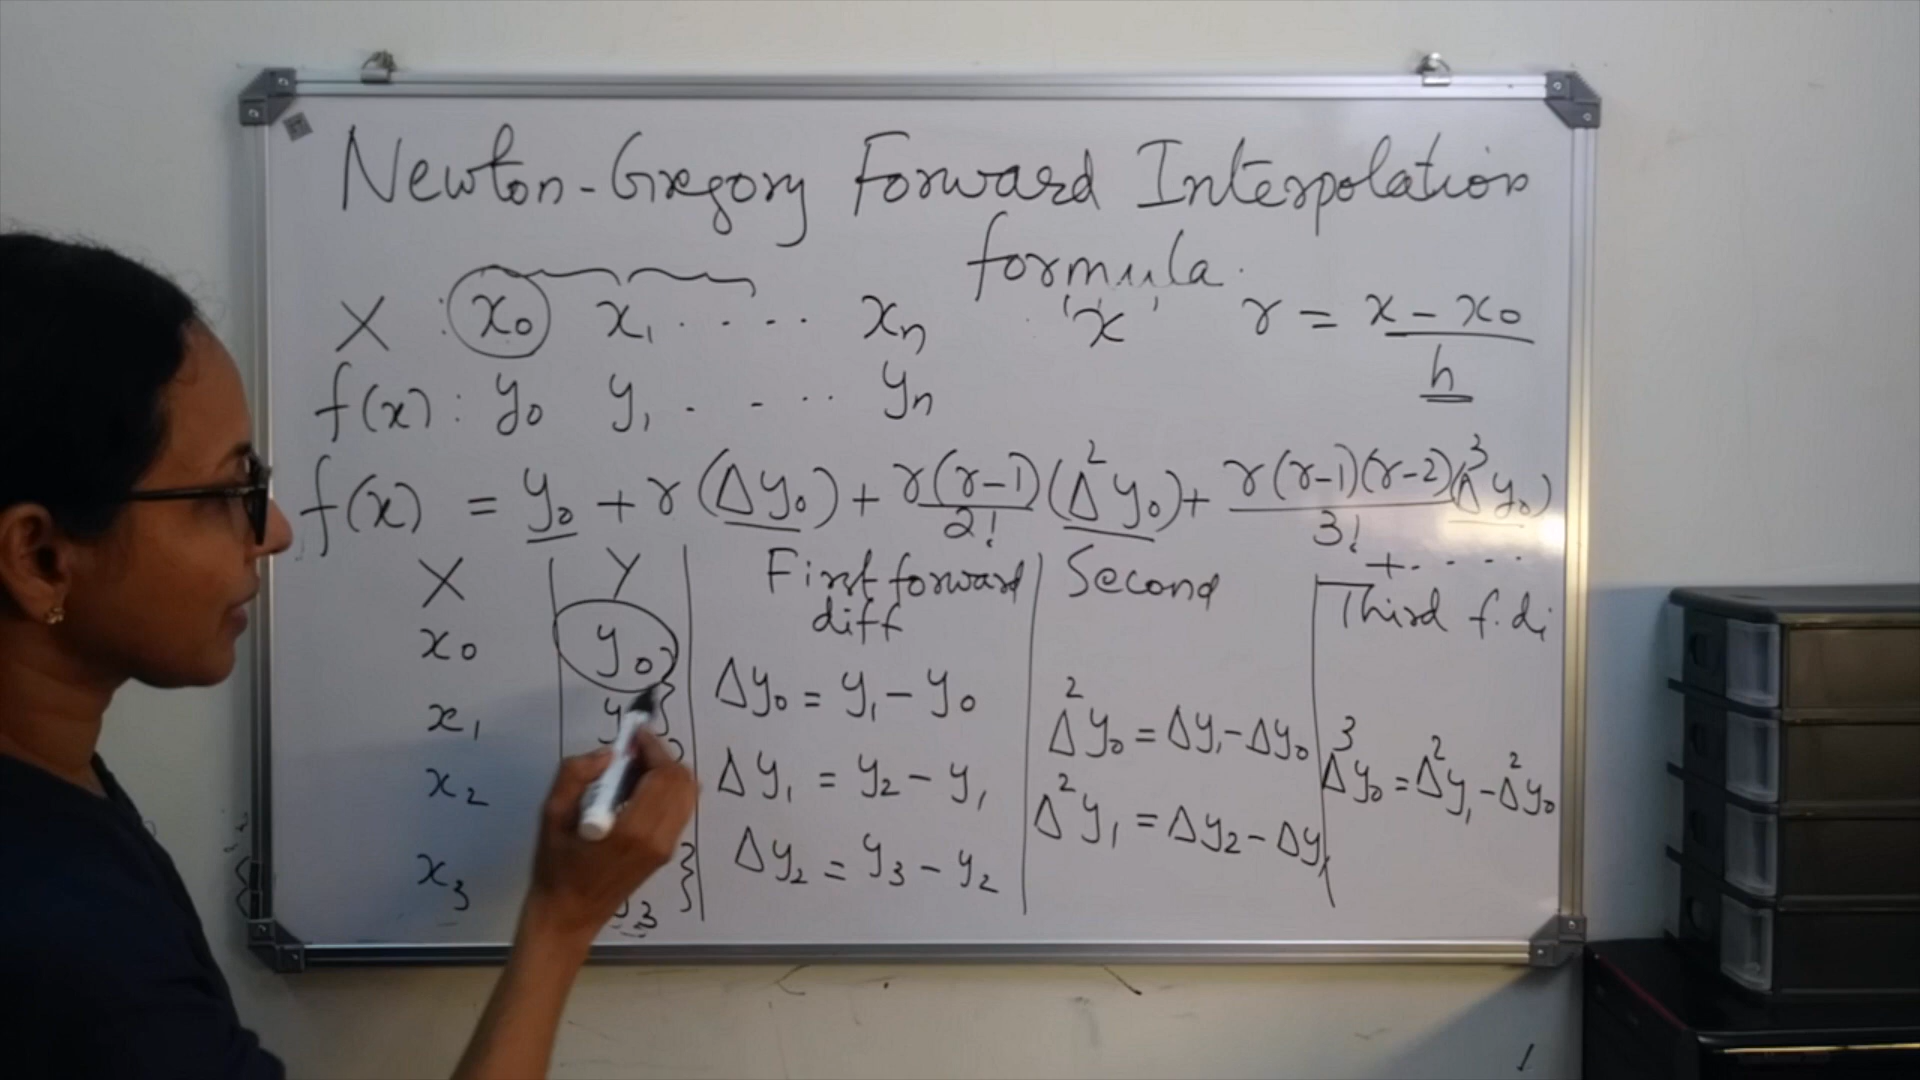 Newton-Gregory Forward Interpolation
formula.
X : x₀ x₁ . . . . xₙ 'x' r = (x - x₀)/h
f(x) : y₀ y₁ . - . . . yₙ
f(x) = y₀ + r(Δy₀) + r(r-1)/2! (Δ²y₀) + r(r-1)(r-2)/3! (Δ³y₀)
+ . . . .
X Y First forward diff Second Third f. di
x₀ y₀
Δy₀ = y₁ - y₀
x₁ y
Δ²y₀ = Δy₁ - Δy₀
Δy₁ = y₂ - y₁
Δ³y₀ = Δ²y₁ - Δ²y₀
x₂
Δ²y₁ = Δy₂ - Δy₁
Δy₂ = y₃ - y₂
x₃ y₃